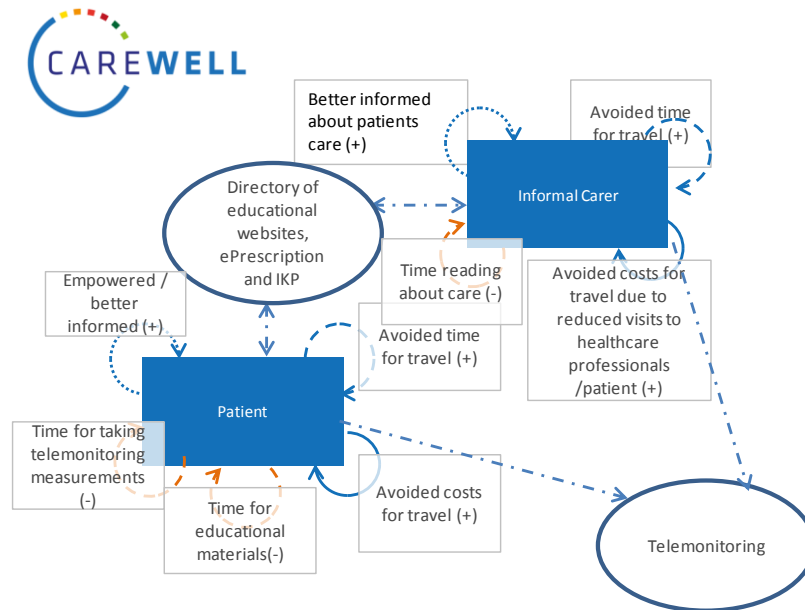 CAREWELL
Better informed
about patients
care (+)
Avoided time
for travel (+)
Informal Carer
Directory of
educational
websites,
ePrescription
and IKP
Time reading
about care (-)
Avoided costs for
travel due to
reduced visits to
healthcare
professionals
/patient (+)
Empowered /
better
informed (+)
Avoided time
for travel (+)
Patient
Time for taking
telemonitoring
measurements
(-)
Time for
educational
materials(-)
Avoided costs
for travel (+)
Telemonitoring